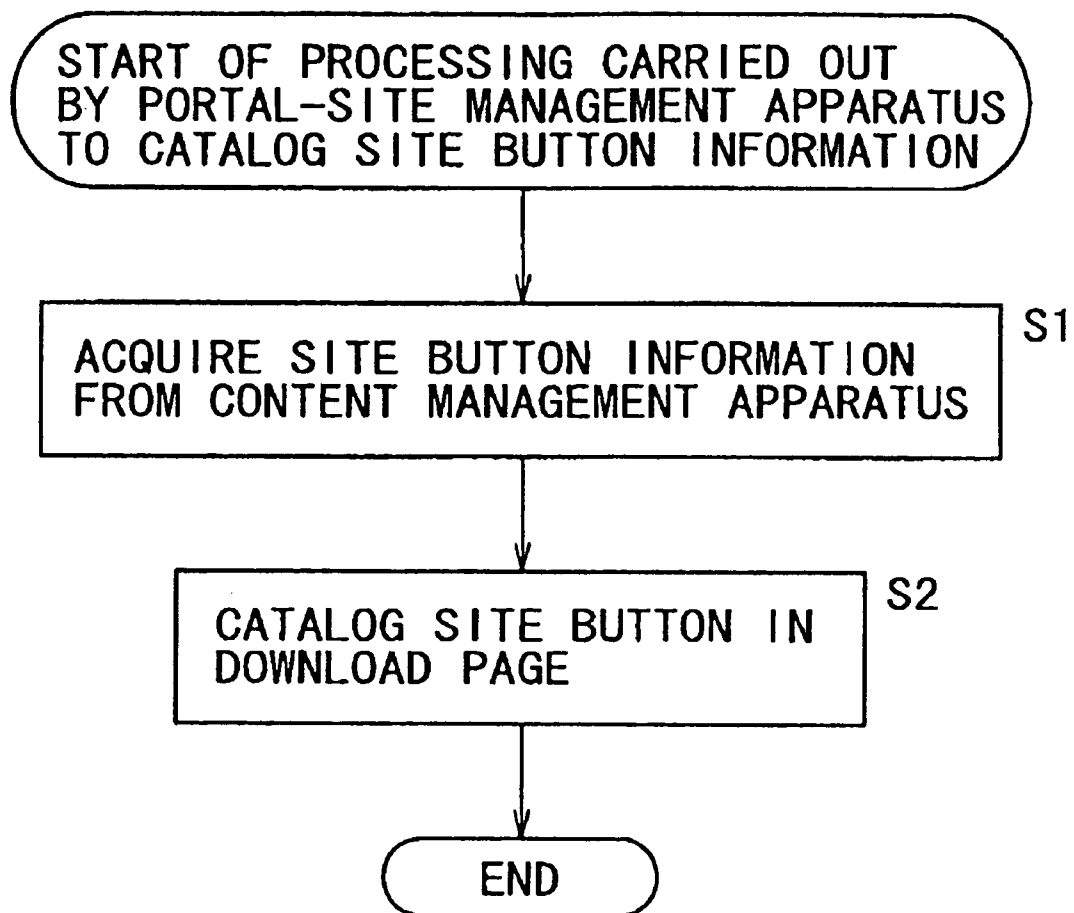 START OF PROCESSING CARRIED OUT
BY PORTAL-SITE MANAGEMENT APPARATUS
TO CATALOG SITE BUTTON INFORMATION
S1
ACQUIRE SITE BUTTON INFORMATION
FROM CONTENT MANAGEMENT APPARATUS
S2
CATALOG SITE BUTTON IN
DOWNLOAD PAGE
END